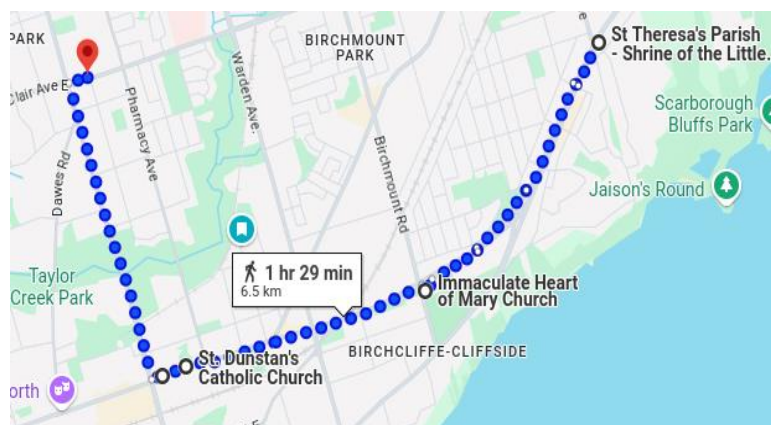 PARK
BIRCHMOUNT
PARK
St Theresa's Parish
- Shrine of the Little.
Clair Ave E
Pharmacy Ave
Warden Ave.
Scarborough
Bluffs Park
Dawes Rd
Birchmount Rd
Jaison's Round
1 hr 29 min
6.5 km
Taylor
Creek Park
Immaculate Heart
of Mary Church
St. Dunstan's
Catholic Church
BIRCHCLIFFE-CLIFFSIDE
orth